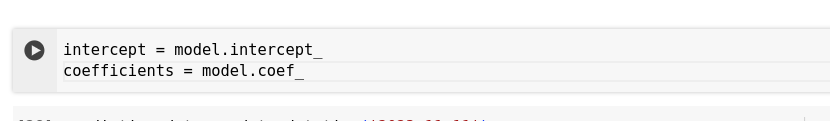 intercept = model.intercept_
coefficients = model.coef_